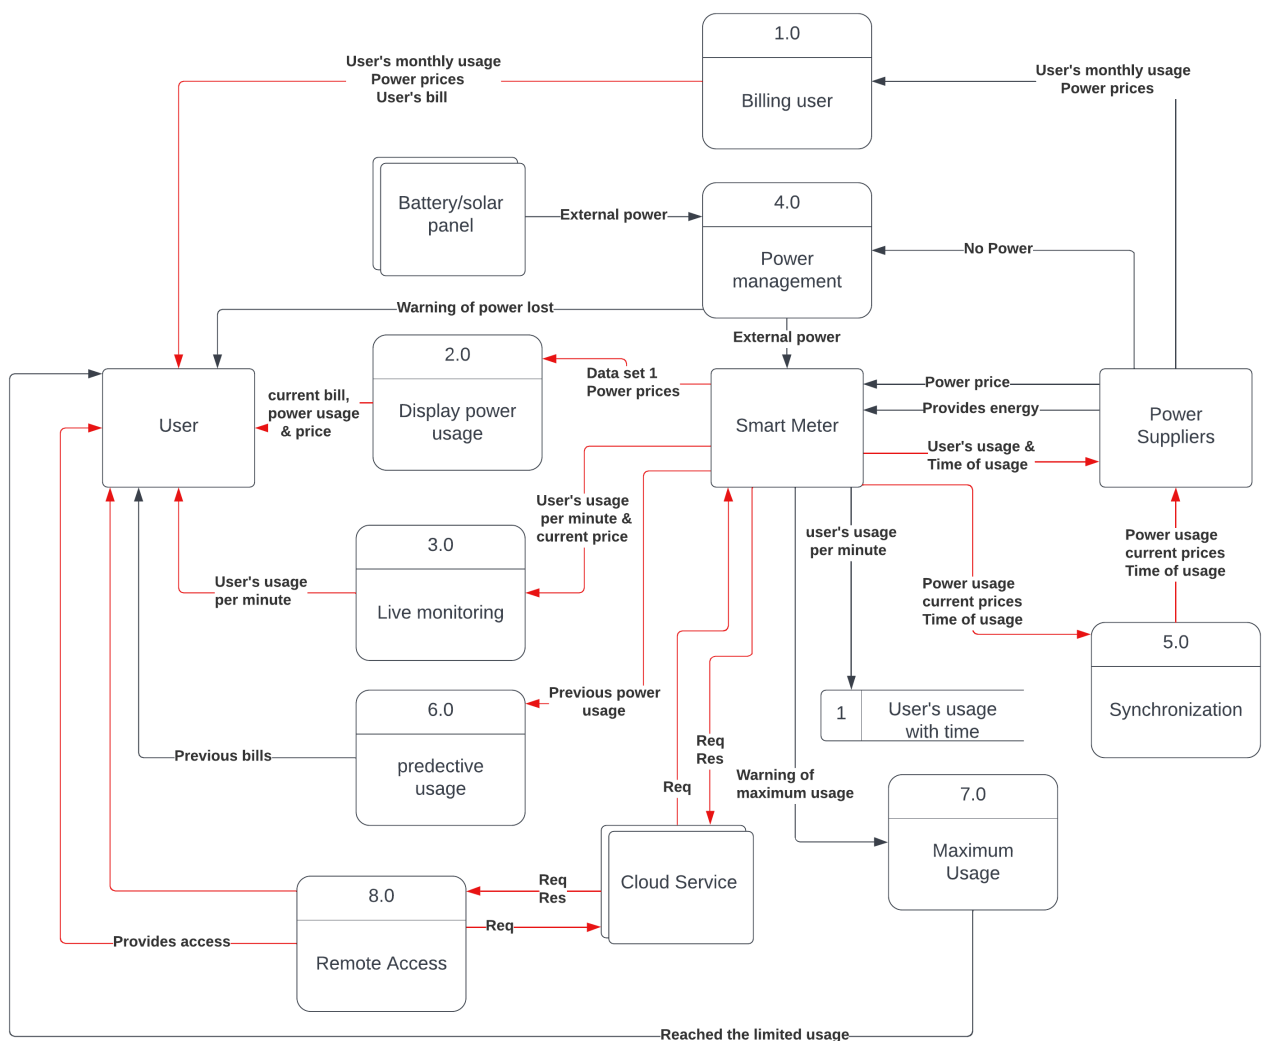 1.0
Billing user
User's monthly usage
Power prices
User's bill
User's monthly usage
Power prices
Battery/solar
panel
External power
4.0
Power
management
No Power
Warning of power lost
External power
2.0
Display power
usage
Data set 1
Power prices
current bill,
power usage
& price
User
Smart Meter
Power price
Provides energy
User's usage &
Time of usage
Power
Suppliers
User's usage
per minute &
current price
user's usage
per minute
Power usage
current prices
Time of usage
Power usage
current prices
Time of usage
3.0
Live monitoring
User's usage
per minute
5.0
Synchronization
1
User's usage
with time
Previous power
usage
6.0
predective
usage
Previous bills
Req
Res
Req
Warning of
maximum usage
7.0
Maximum
Usage
Cloud Service
8.0
Remote Access
Req
Res
Req
Provides access
Reached the limited usage